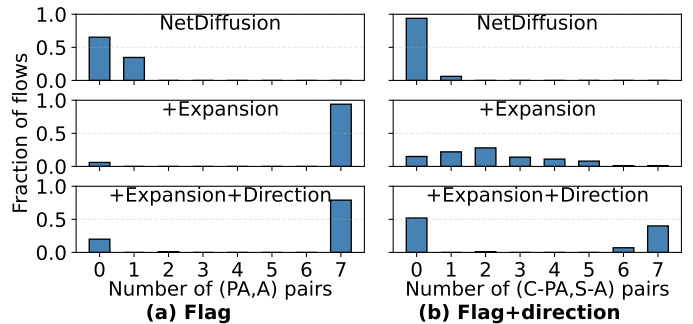 Fraction of flows
NetDiffusion
1.0
0.5
0.0
+Expansion
1.0
0.5
0.0
+Expansion+Direction
1.0
0.5
0.0
0 1 2 3 4 5 6 7
Number of (PA,A) pairs
(a) Flag
NetDiffusion
+Expansion
+Expansion+Direction
0 1 2 3 4 5 6 7
Number of (C-PA,S-A) pairs
(b) Flag+direction